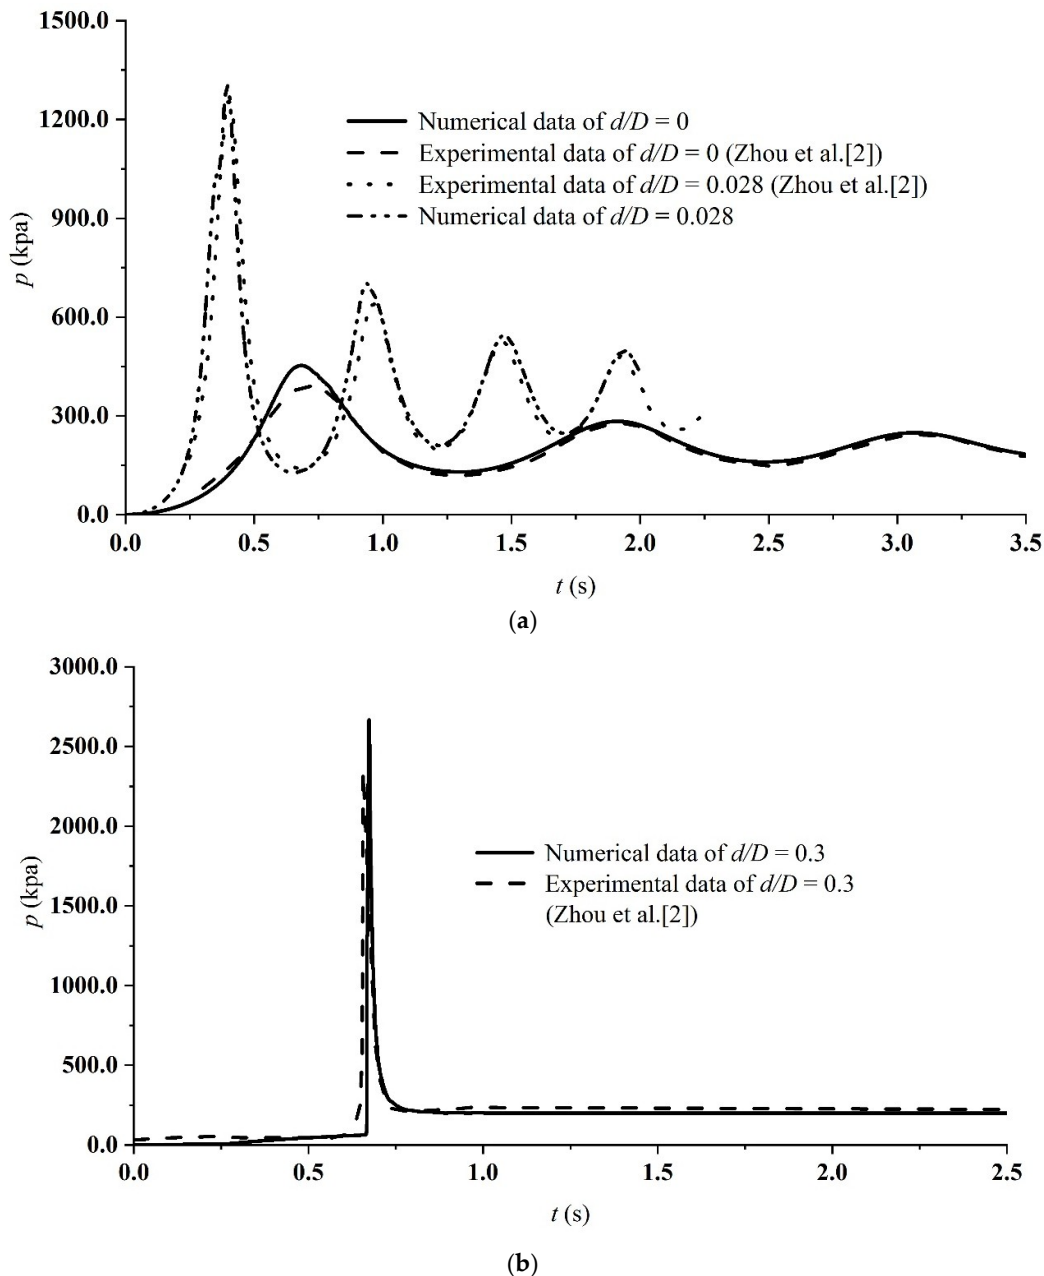 1500.0
1200.0
900.0
600.0
300.0
0.0
p (kpa)
Numerical data of d/D = 0
Experimental data of d/D = 0 (Zhou et al.[2])
Experimental data of d/D = 0.028 (Zhou et al.[2])
Numerical data of d/D = 0.028
0.0 0.5 1.0 1.5 2.0 2.5 3.0 3.5
t (s)
(a)
3000.0
2500.0
2000.0
1500.0
1000.0
500.0
0.0
p (kpa)
Numerical data of d/D = 0.3
Experimental data of d/D = 0.3
(Zhou et al.[2])
0.0 0.5 1.0 1.5 2.0 2.5
t (s)
(b)